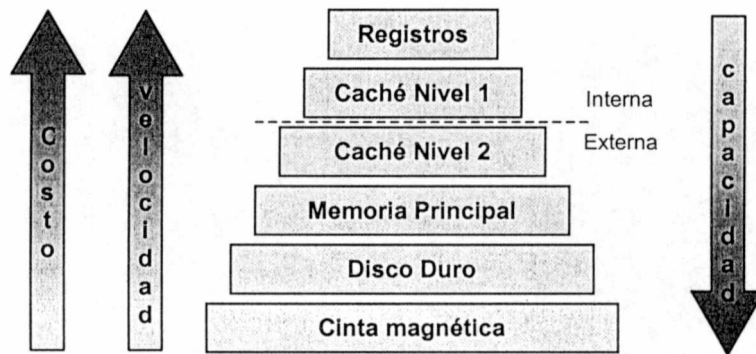 Registros
Caché Nivel 1
Interna
Externa
Caché Nivel 2
Memoria Principal
Disco Duro
Cinta magnética
Costo
velocidad
capacidad